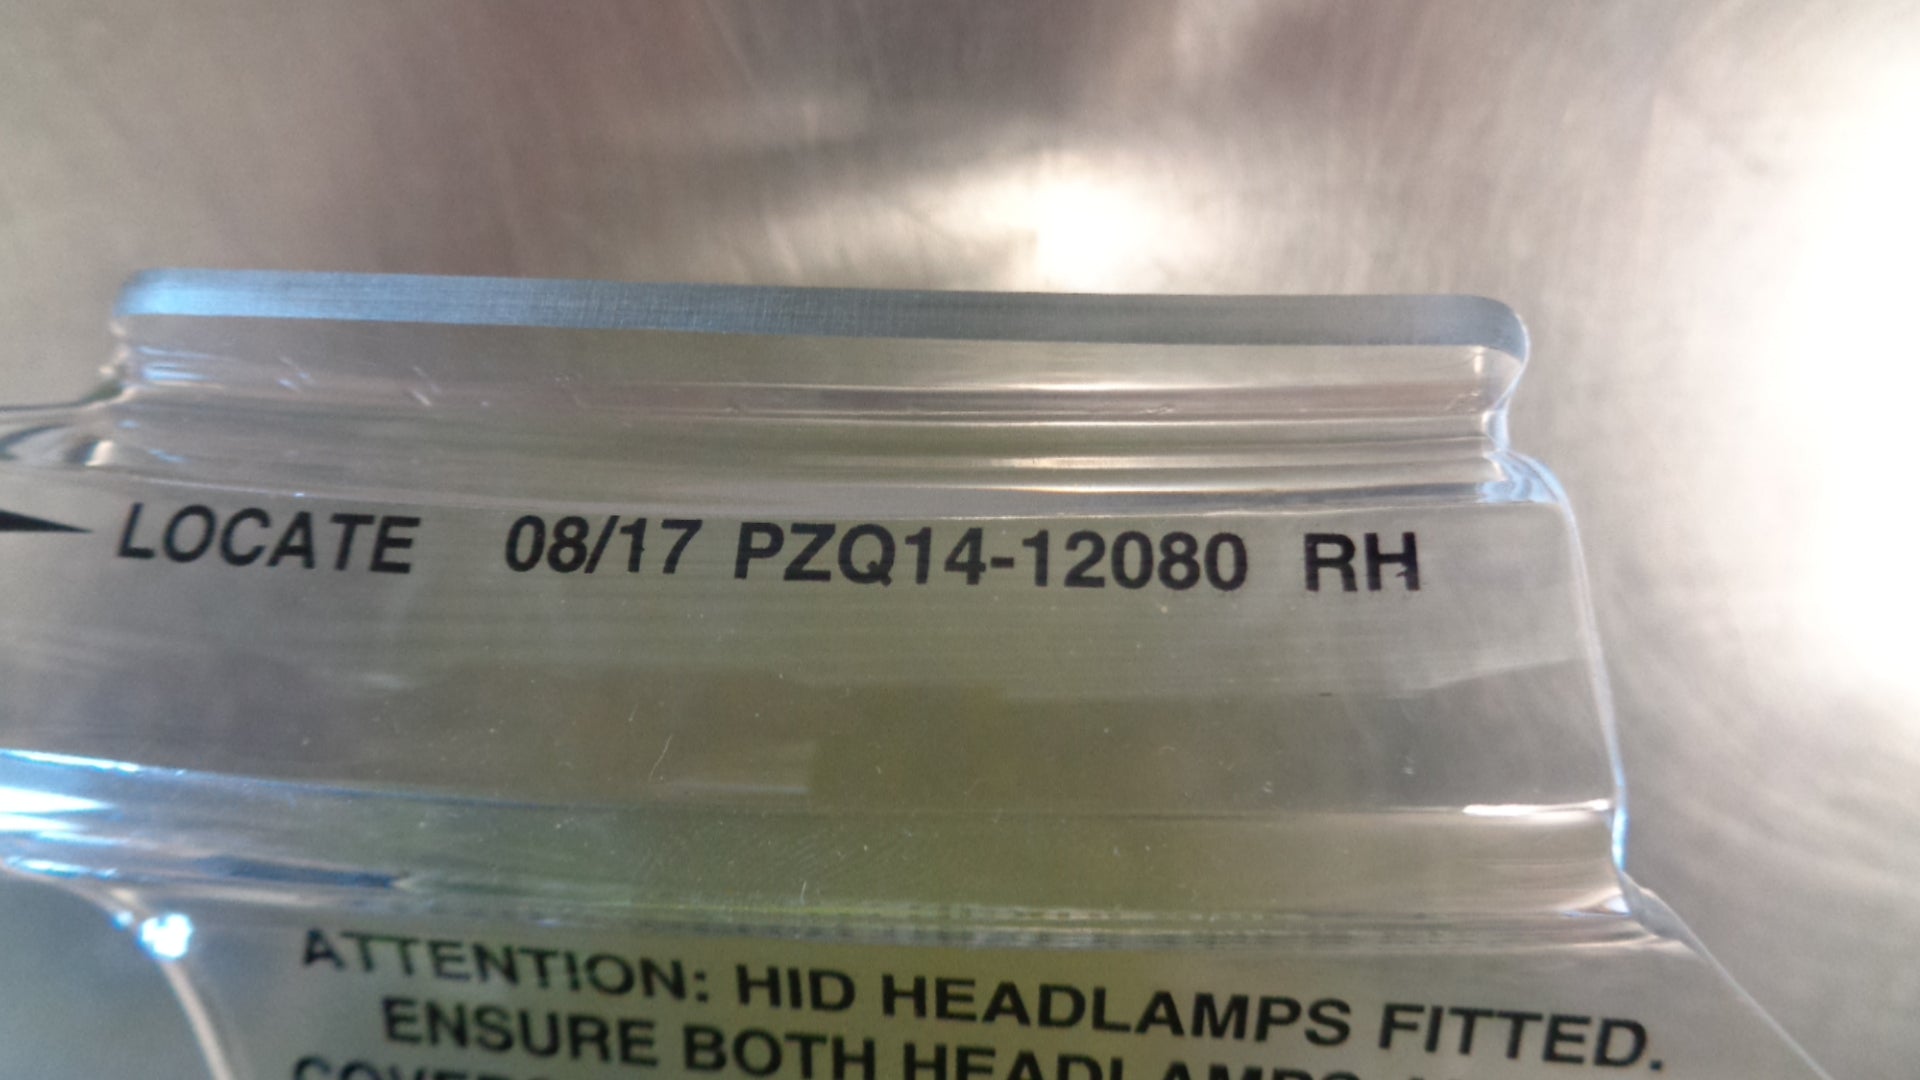 LOCATE 08/17 PZQ14-12080 RH
ATTENTION: HID HEADLAMPS FITTED.
ENSURE BOTH HEADLAMPS